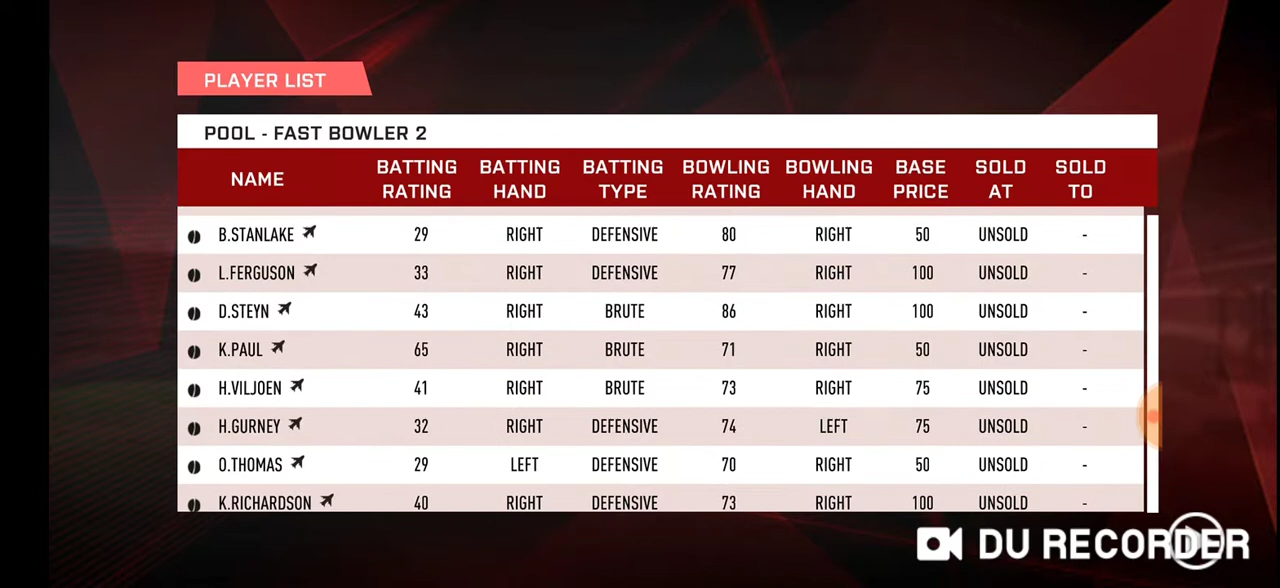 PLAYER LIST
POOL - FAST BOWLER 2
NAME BATTING RATING BATTING HAND BATTING TYPE BOWLING RATING BOWLING HAND BASE PRICE SOLD AT SOLD TO
B.STANLAKE 29 RIGHT DEFENSIVE 80 RIGHT 50 UNSOLD -
L.FERGUSON 33 RIGHT DEFENSIVE 77 RIGHT 100 UNSOLD -
D.STEYN 43 RIGHT BRUTE 86 RIGHT 100 UNSOLD -
K.PAUL 65 RIGHT BRUTE 71 RIGHT 50 UNSOLD -
H.VILJOEN 41 RIGHT BRUTE 73 RIGHT 75 UNSOLD -
H.GURNEY 32 RIGHT DEFENSIVE 74 LEFT 75 UNSOLD -
O.THOMAS 29 LEFT DEFENSIVE 70 RIGHT 50 UNSOLD -
K.RICHARDSON 40 RIGHT DEFENSIVE 73 RIGHT 100 UNSOLD -
DU RECORDER